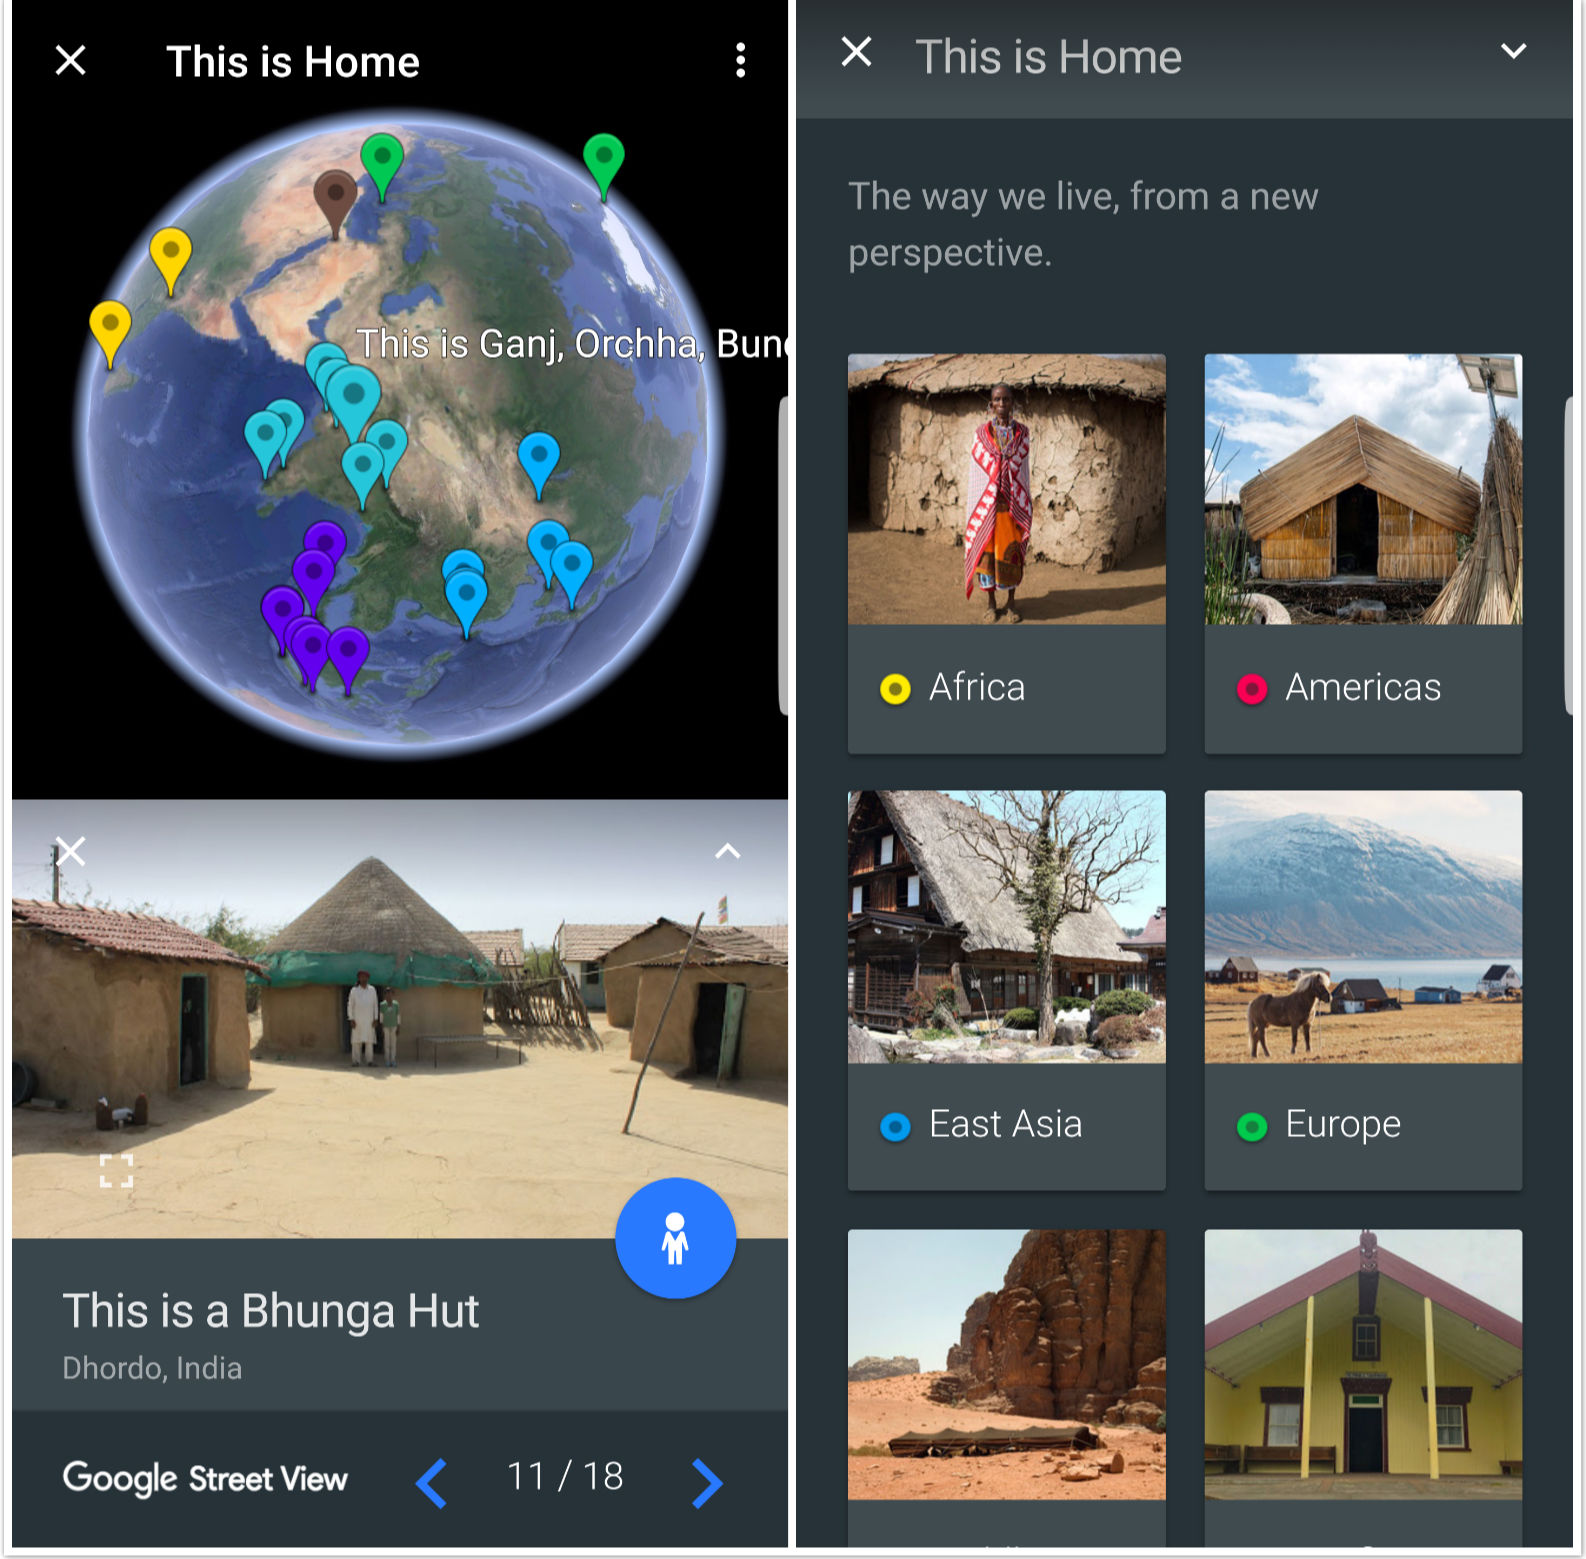 This is Home
This is Ganj, Orchha, Bun
This is a Bhunga Hut
Dhordo, India
Google Street View
11 / 18
This is Home
The way we live, from a new
perspective.
Africa
Americas
East Asia
Europe